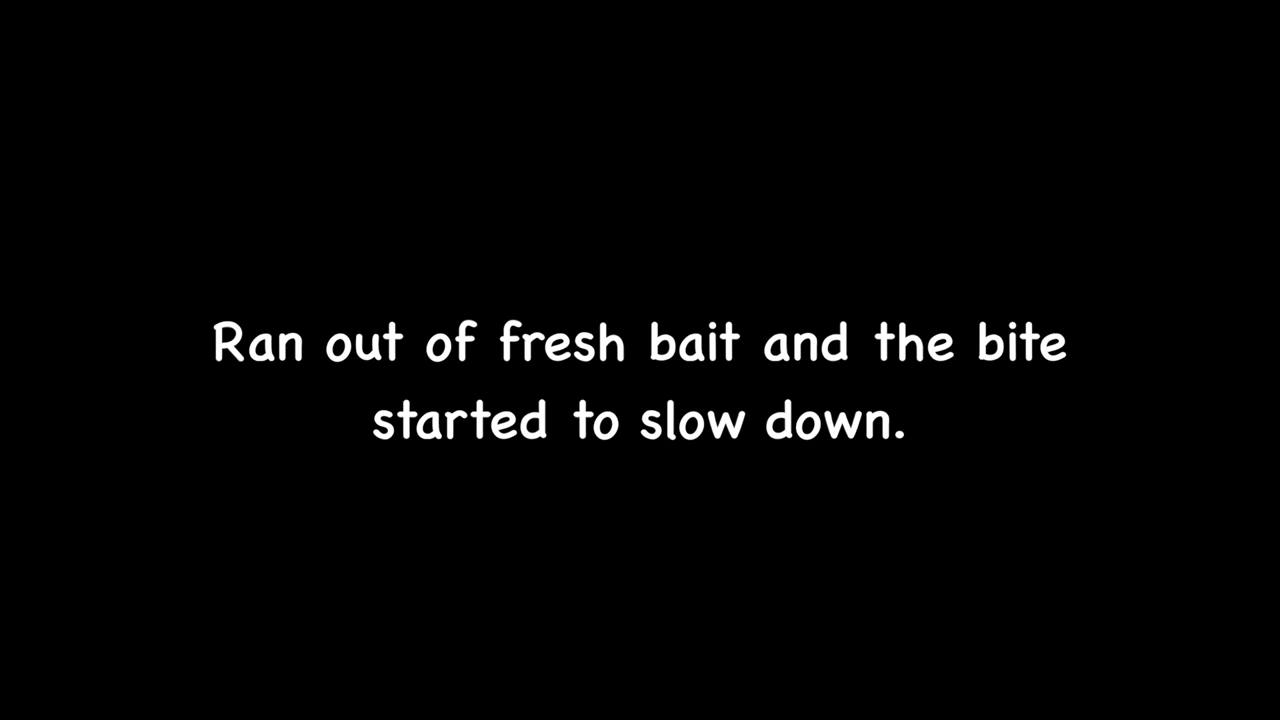 Ran out of fresh bait and the bite
started to slow down.